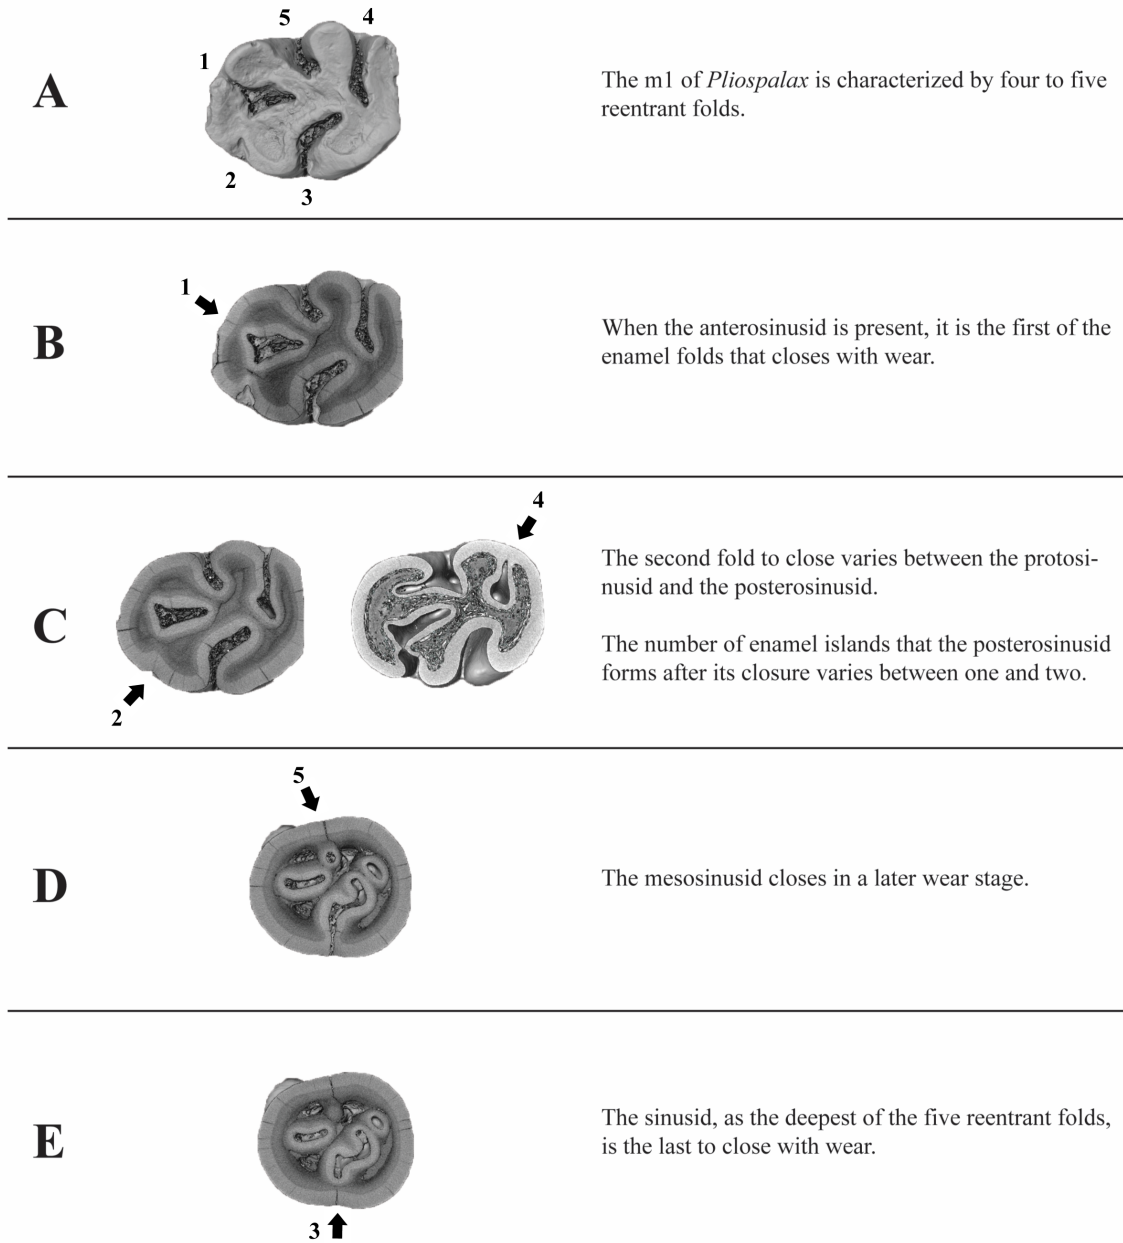 5
4
1
A
The m1 of Pliospalax is characterized by four to five
reentrant folds.
2
3
1
B
When the anterosinusid is present, it is the first of the
enamel folds that closes with wear.
4
The second fold to close varies between the protosi-
nusid and the posterosinusid.
C
The number of enamel islands that the posterosinusid
forms after its closure varies between one and two.
2
5
D
The mesosinusid closes in a later wear stage.
E
The sinusid, as the deepest of the five reentrant folds,
is the last to close with wear.
3